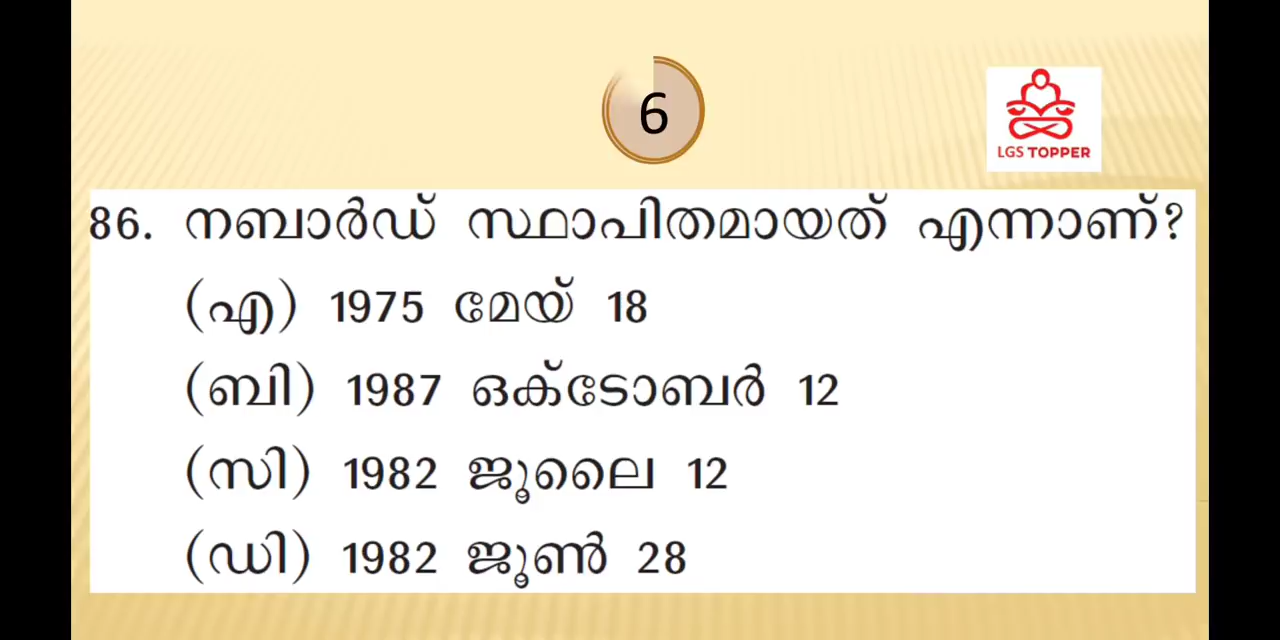 6
LGS TOPPER
86. നബാർഡ് സ്ഥാപിതമായത് എന്നാണ്?
(എ) 1975 മേയ് 18
(ബി) 1987 ഒക്ടോബർ 12
(സി) 1982 ജൂലൈ 12
(ഡി) 1982 ജൂൺ 28